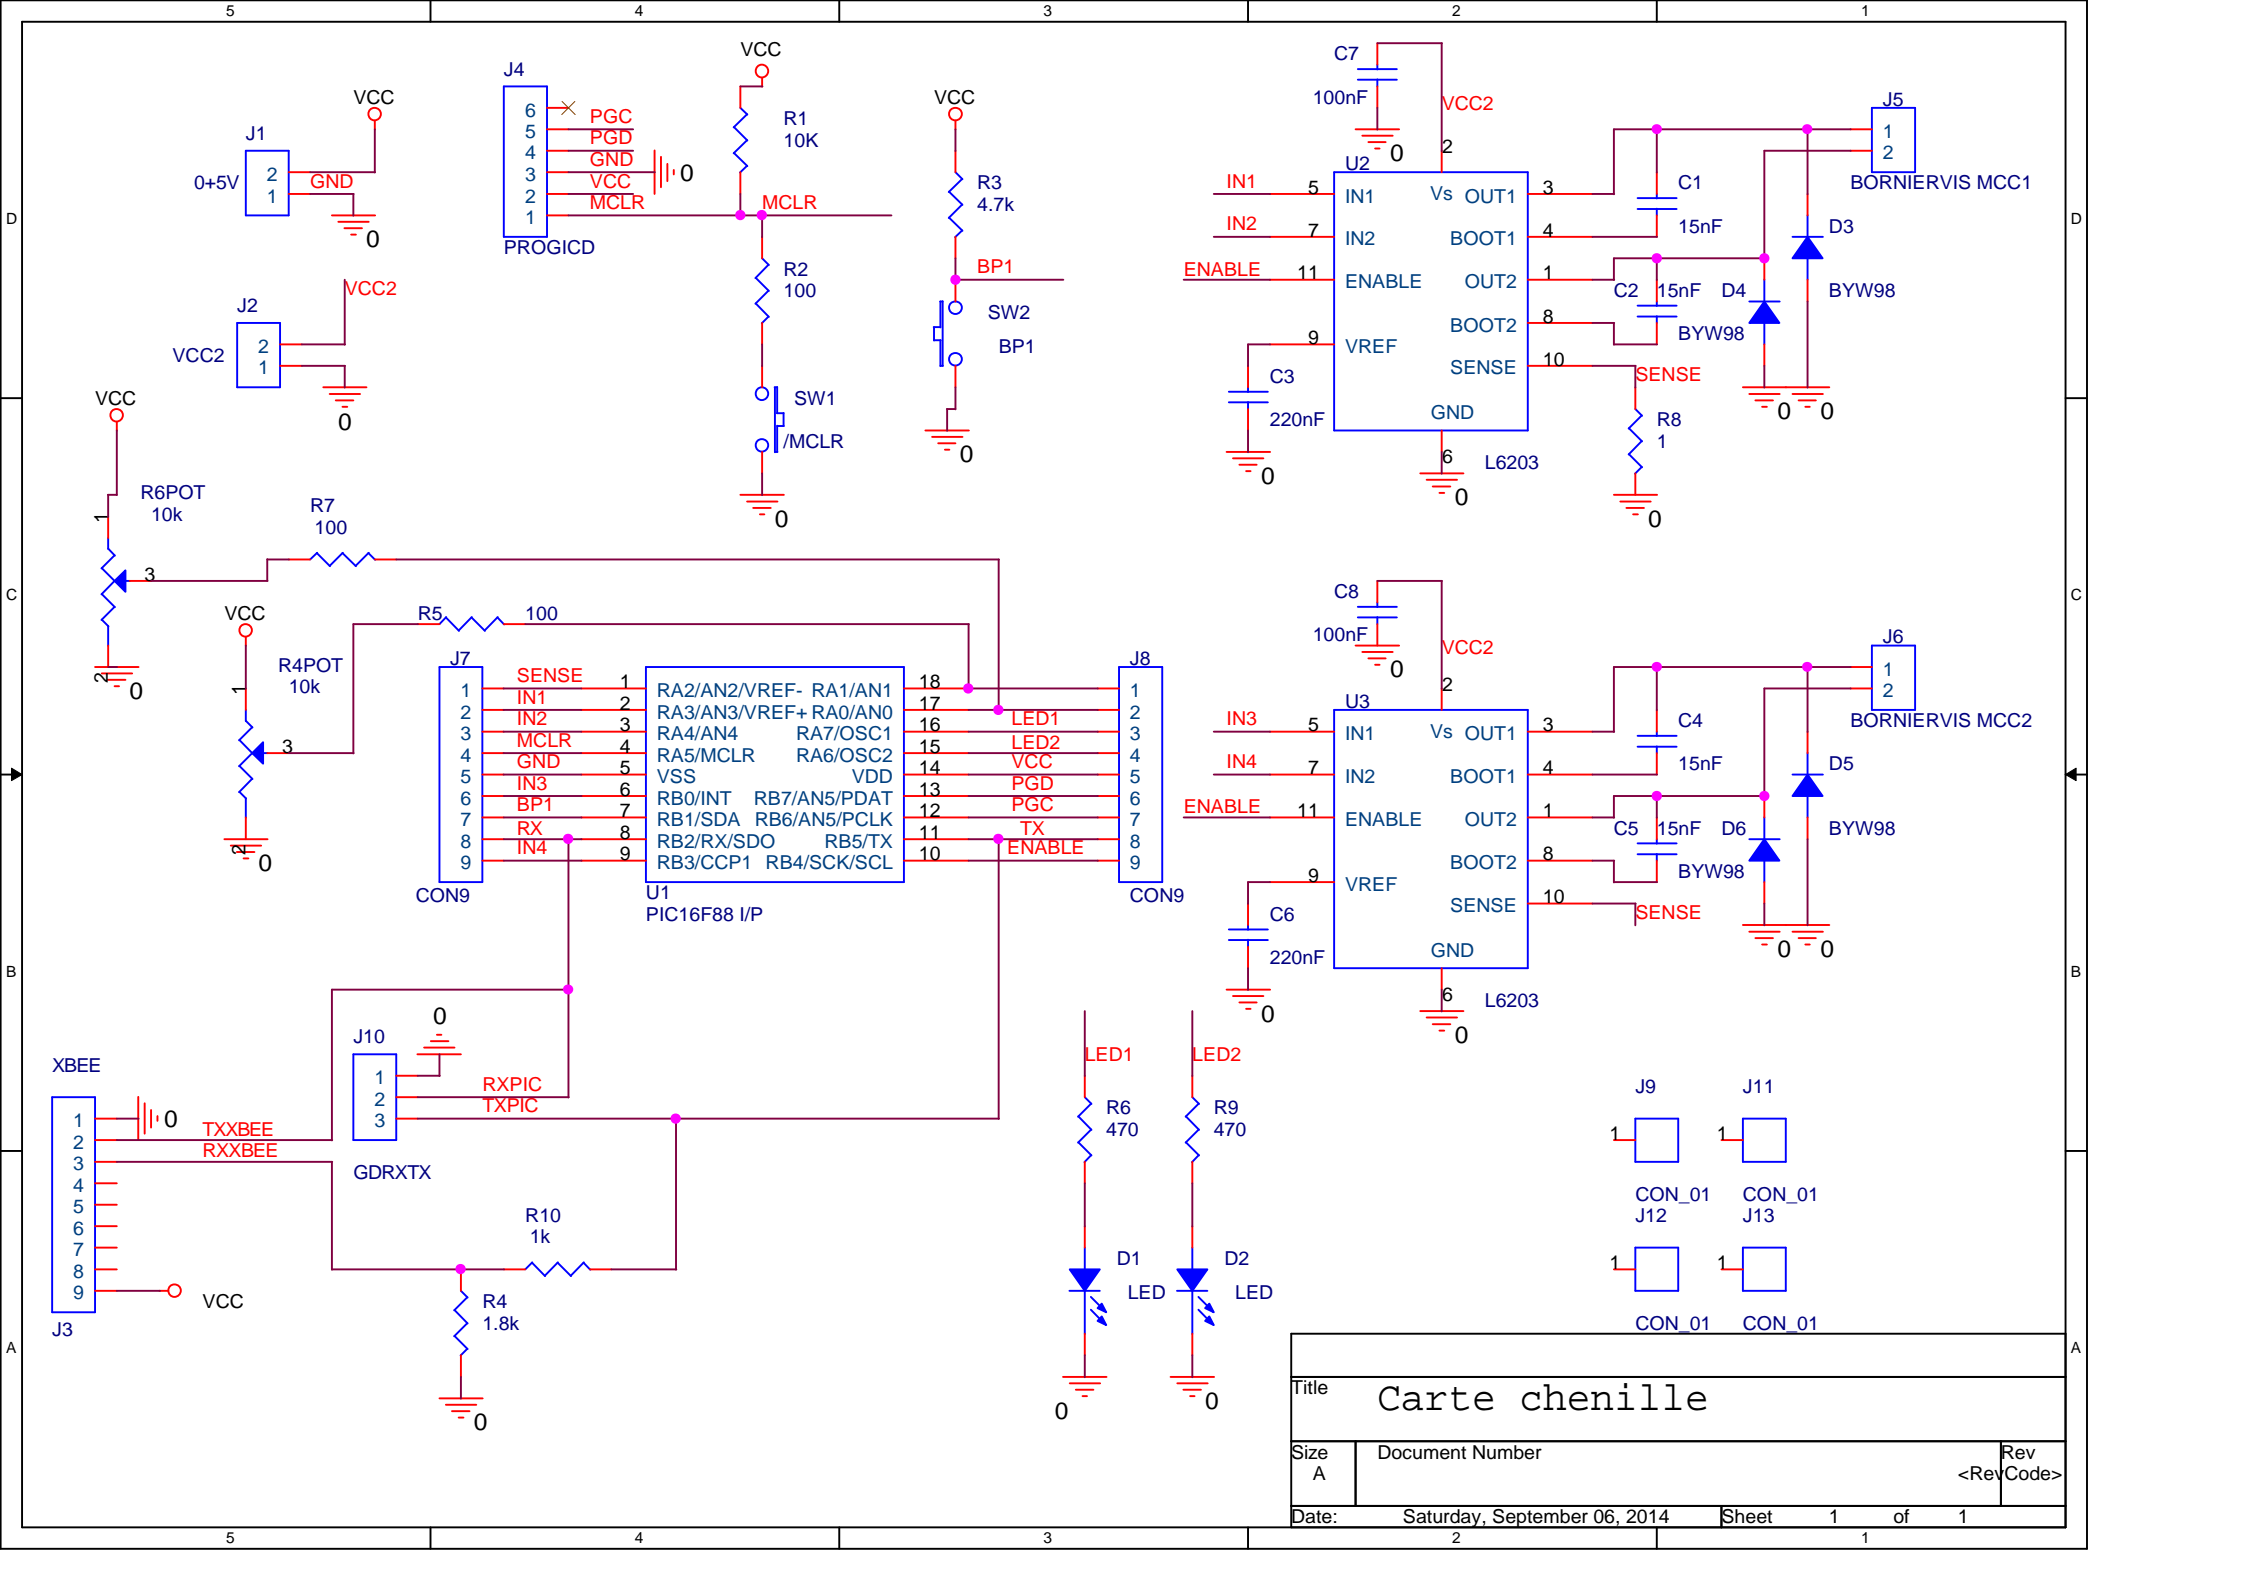 5 4 3 2 1
D
C
B
A
D
C
B
A
J1
0+5V
2
1
VCC
GND
0
J2
VCC2
2
1
VCC2
0
J4
6
5
4
3
2
1
PROGICD
PGC
PGD
GND
VCC
MCLR
0
VCC
R1
10K
MCLR
R2
100
SW1
/MCLR
0
VCC
R3
4.7k
BP1
SW2
BP1
0
C7
100nF
0
VCC2
2
U2
IN1
IN2
ENABLE
5
7
11
9
IN1
IN2
ENABLE
VREF
Vs
OUT1
BOOT1
OUT2
BOOT2
SENSE
GND
3
4
1
8
10
6
L6203
0
C3
220nF
0
C1
15nF
C2
15nF
D4
BYW98
D3
BYW98
0
0
SENSE
R8
1
0
J5
1
2
BORNIERVIS MCC1
VCC
R6POT
10k
1
3
2
0
R7
100
VCC
R4POT
10k
1
3
2
0
R5
100
J7
1
2
3
4
5
6
7
8
9
CON9
SENSE
IN1
IN2
MCLR
GND
IN3
BP1
RX
IN4
1
2
3
4
5
6
7
8
9
RA2/AN2/VREF- RA1/AN1
RA3/AN3/VREF+ RA0/AN0
RA4/AN4 RA7/OSC1
RA5/MCLR RA6/OSC2
VSS VDD
RB0/INT RB7/AN5/PDAT
RB1/SDA RB6/AN5/PCLK
RB2/RX/SDO RB5/TX
RB3/CCP1 RB4/SCK/SCL
U1
PIC16F88 I/P
18
17
16
15
14
13
12
11
10
LED1
LED2
VCC
PGD
PGC
TX
ENABLE
J8
1
2
3
4
5
6
7
8
9
CON9
C8
100nF
0
VCC2
2
U3
IN3
IN4
ENABLE
5
7
11
9
IN1
IN2
ENABLE
VREF
Vs
OUT1
BOOT1
OUT2
BOOT2
SENSE
GND
3
4
1
8
10
6
L6203
0
C6
220nF
0
C4
15nF
C5
15nF
D6
BYW98
D5
BYW98
0
0
SENSE
J6
1
2
BORNIERVIS MCC2
XBEE
1
2
3
4
5
6
7
8
9
J3
0
TXXBEE
RXXBEE
VCC
J10
1
2
3
GDRXTX
0
RXPIC
TXPIC
R10
1k
R4
1.8k
0
LED1
R6
470
D1
LED
0
LED2
R9
470
D2
LED
0
J9
1
CON_01
J11
1
CON_01
J12
1
CON_01
J13
1
CON_01
Title
Carte chenille
Size
A
Document Number
Rev
<RevCode>
Date:
Saturday, September 06, 2014
Sheet 1 of 1
5 4 3 2 1